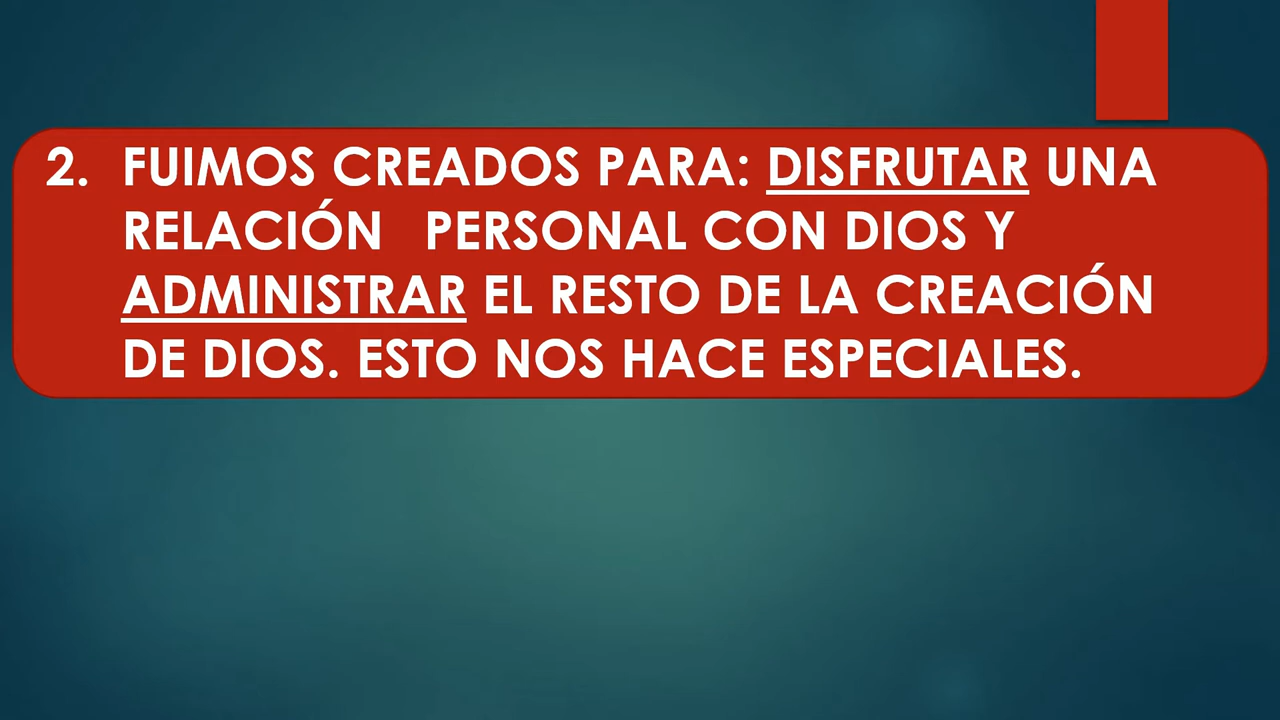 2. FUIMOS CREADOS PARA: DISFRUTAR UNA
RELACIÓN PERSONAL CON DIOS Y
ADMINISTRAR EL RESTO DE LA CREACIÓN
DE DIOS. ESTO NOS HACE ESPECIALES.